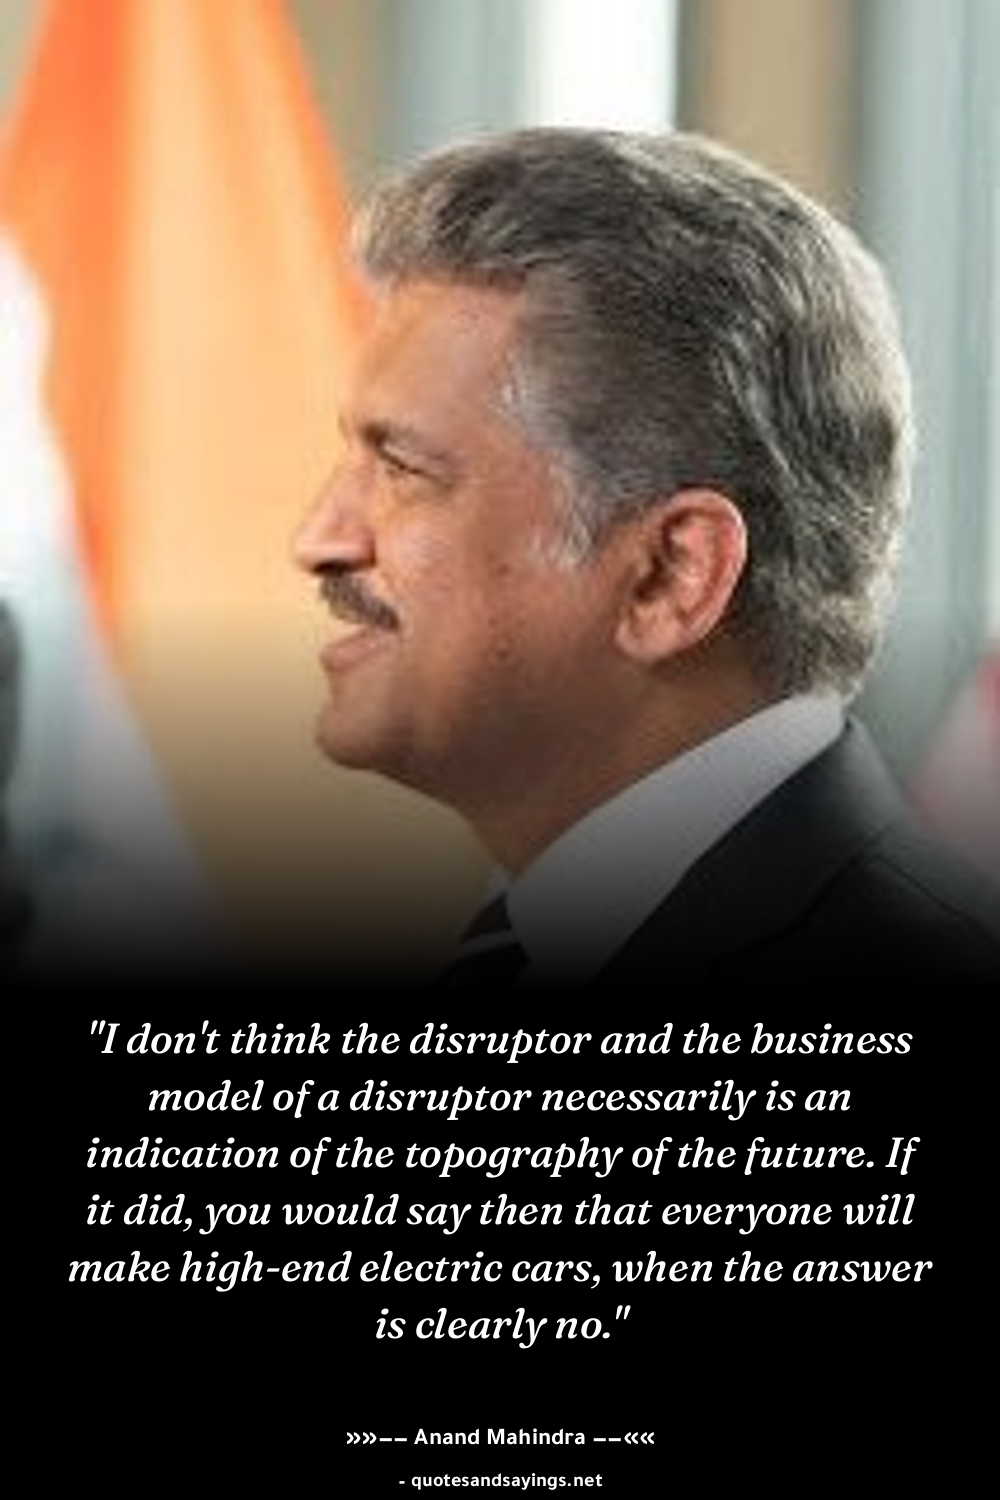 "I don't think the disruptor and the business
model of a disruptor necessarily is an
indication of the topography of the future. If
it did, you would say then that everyone will
make high-end electric cars, when the answer
is clearly no."
»»−− Anand Mahindra −−««
- quotesandsayings.net